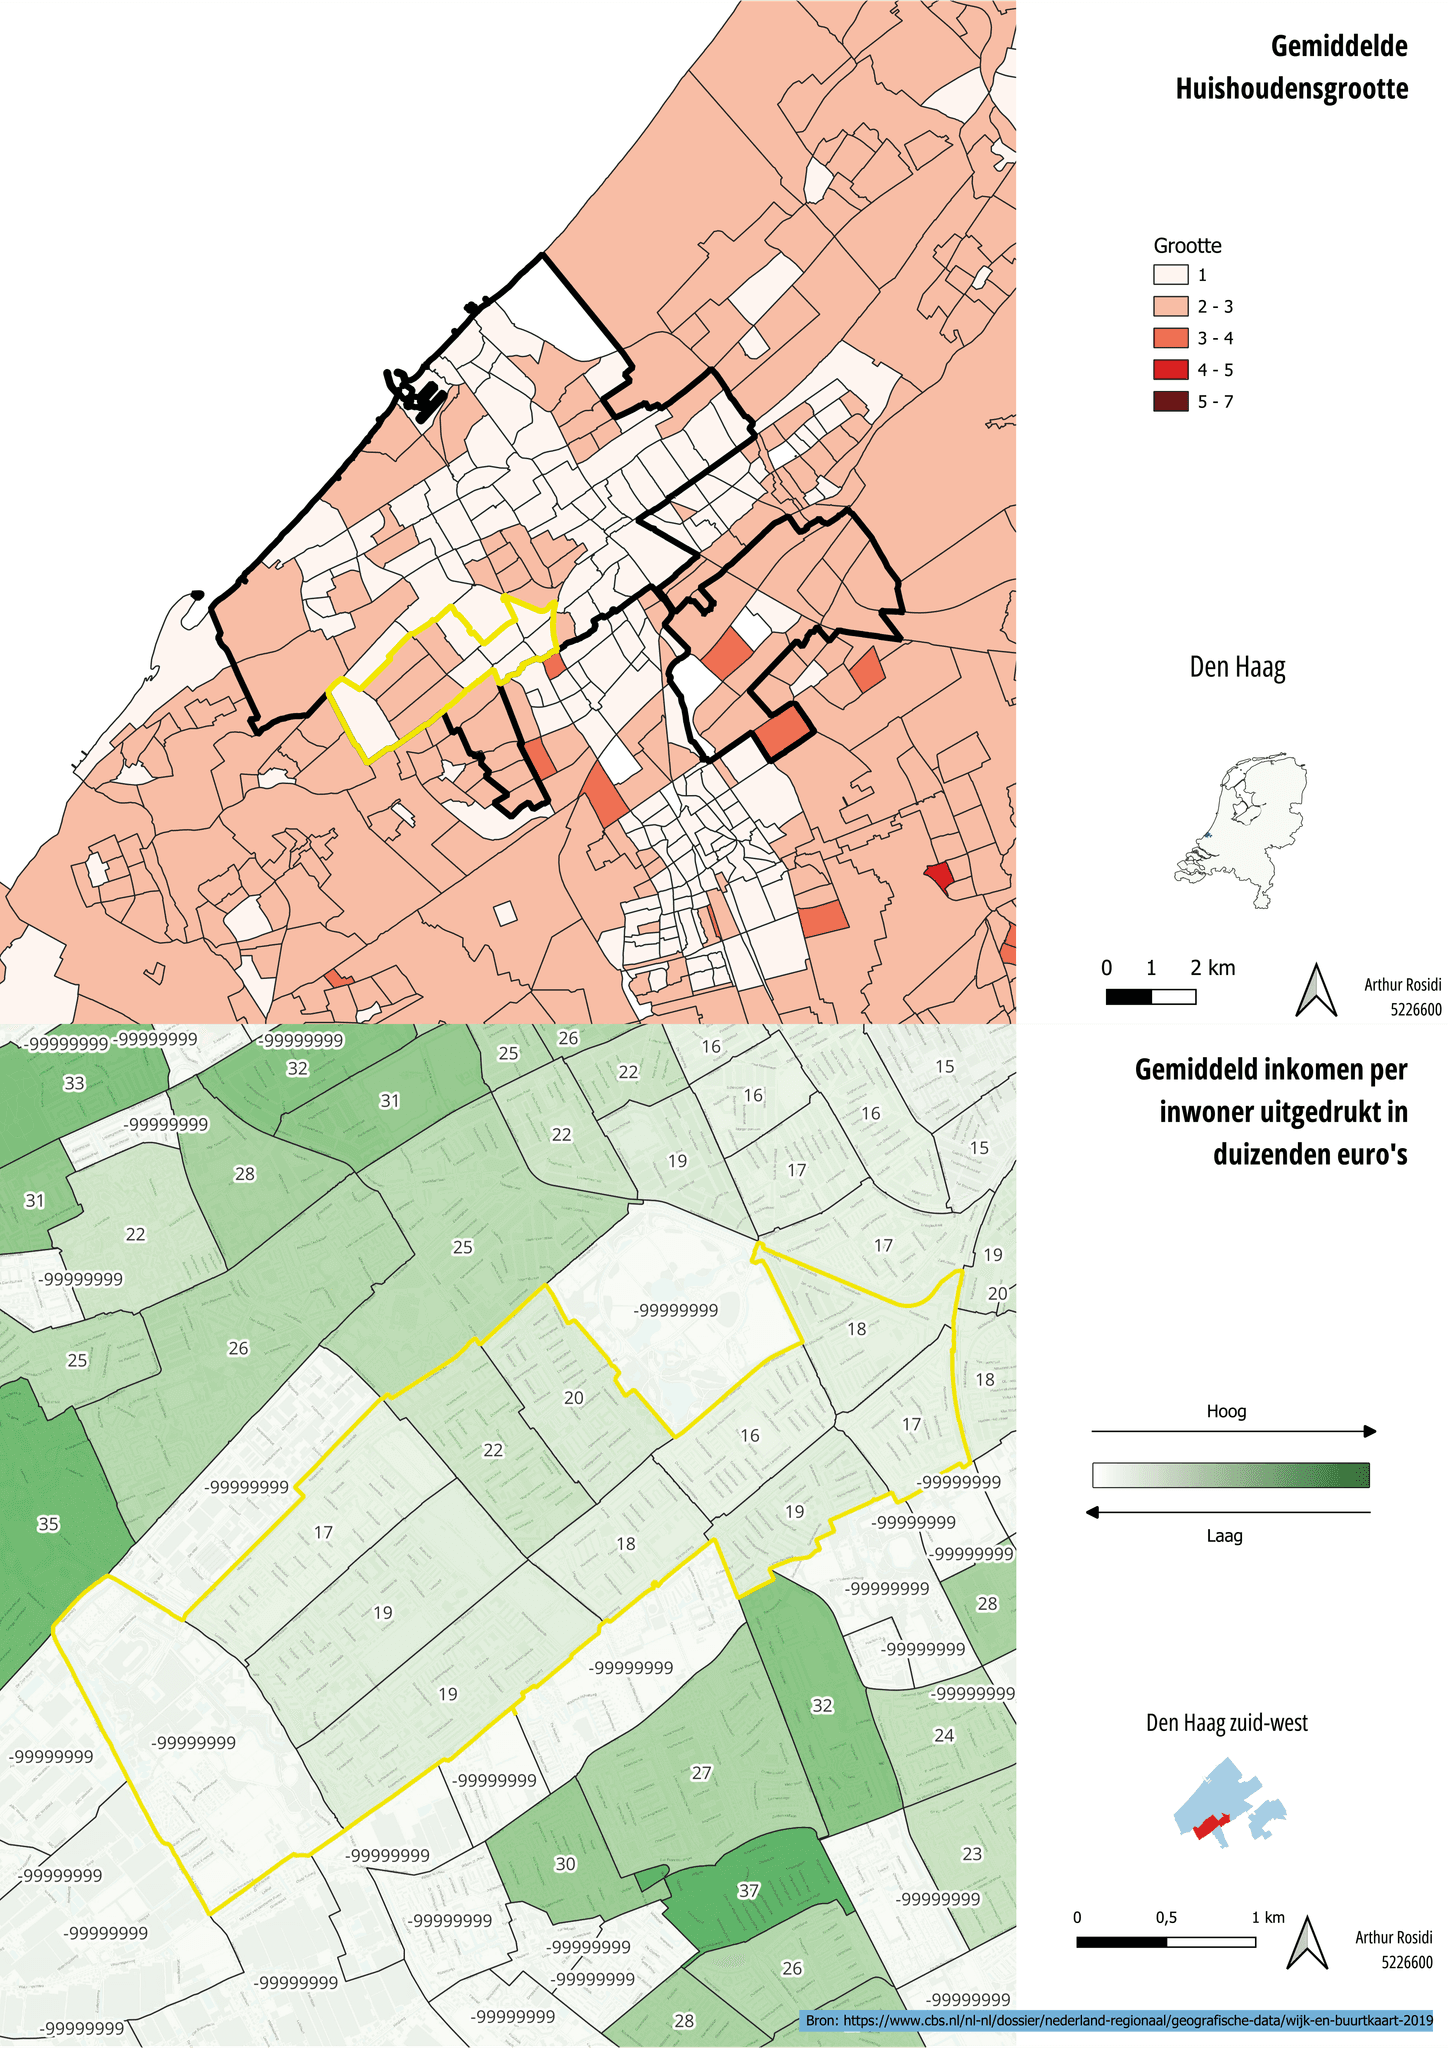 Gemiddelde
Huishoudensgrootte
Grootte
1
2 - 3
3 - 4
4 - 5
5 - 7
Den Haag
0 1 2 km
Arthur Rosidi
5226600
Gemiddeld inkomen per
inwoner uitgedrukt in
duizenden euro's
-99999999 -99999999 -99999999 26 16
33 32 25 22 15
31 16 16
-99999999 22 15
28 19 17
31
22 25 17 19
-99999999 20
-99999999
25 26 18 18
20 17
22 16
-99999999 -99999999
35 17 19 -99999999
18 -99999999
-99999999
19 28
-99999999
-99999999
19 32 -99999999
-99999999 -99999999 24
27
-99999999
-99999999 23
-99999999 30 37 -99999999
-99999999 -99999999
-99999999
-99999999 -99999999 26
-99999999 -99999999 28 -99999999
Hoog
Laag
Den Haag zuid-west
0 0,5 1 km
Arthur Rosidi
5226600
Bron: https://www.cbs.nl/nl-nl/dossier/nederland-regionaal/geografische-data/wijk-en-buurtkaart-2019